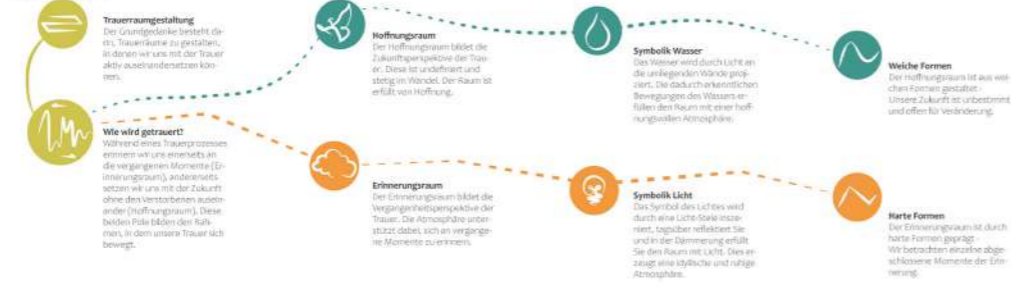 Trauerraumgestaltung
Der Grundgedanke besteht da-
rin, Trauerräume zu gestalten,
in denen wir uns mit der Trauer
aktiv auseinandersetzen kön-
nen.
Wie wird getrauert?
Während eines Trauerprozesses
erinnern wir uns einerseits an
die vergangenen Momente (Er-
innerungsraum), andererseits
setzen wir uns mit der Zukunft
ohne den Verstorbenen ausein-
ander (Hoffnungsraum). Diese
beiden Pole bilden den Rah-
men, in dem unsere Trauer sich
bewegt.
Hoffnungsraum
Der Hoffnungsraum bildet die
Zukunftsperspektive der Trau-
er. Diese ist undefiniert und
stetig im Wandel. Der Raum ist
erfüllt von Hoffnung.
Symbolik Wasser
Das Wasser wird durch Licht an
die umliegenden Wände proji-
ziert. Die dadurch erkenntlichen
Bewegungen des Wassers er-
füllen den Raum mit einer hoff-
nungsvollen Atmosphäre.
Weiche Formen
Der Hoffnungsraum ist aus wei-
chen Formen gestaltet -
Unsere Zukunft ist unbestimmt
und offen für Veränderung.
Erinnerungsraum
Der Erinnerungsraum bildet die
Vergangenheitsperspektive der
Trauer. Die Atmosphäre unter-
stützt dabei, sich an vergange-
ne Momente zu erinnern.
Symbolik Licht
Das Symbol des Lichtes wird
durch eine Licht-Stele insze-
niert, tagsüber reflektiert Sie
und in der Dämmerung erfüllt
Sie den Raum mit Licht. Dies er-
zeugt eine idyllische und ruhige
Atmosphäre.
Harte Formen
Der Erinnerungsraum ist durch
harte Formen geprägt -
Wir betrachten einzelne abge-
schlossene Momente der Erin-
nerung.